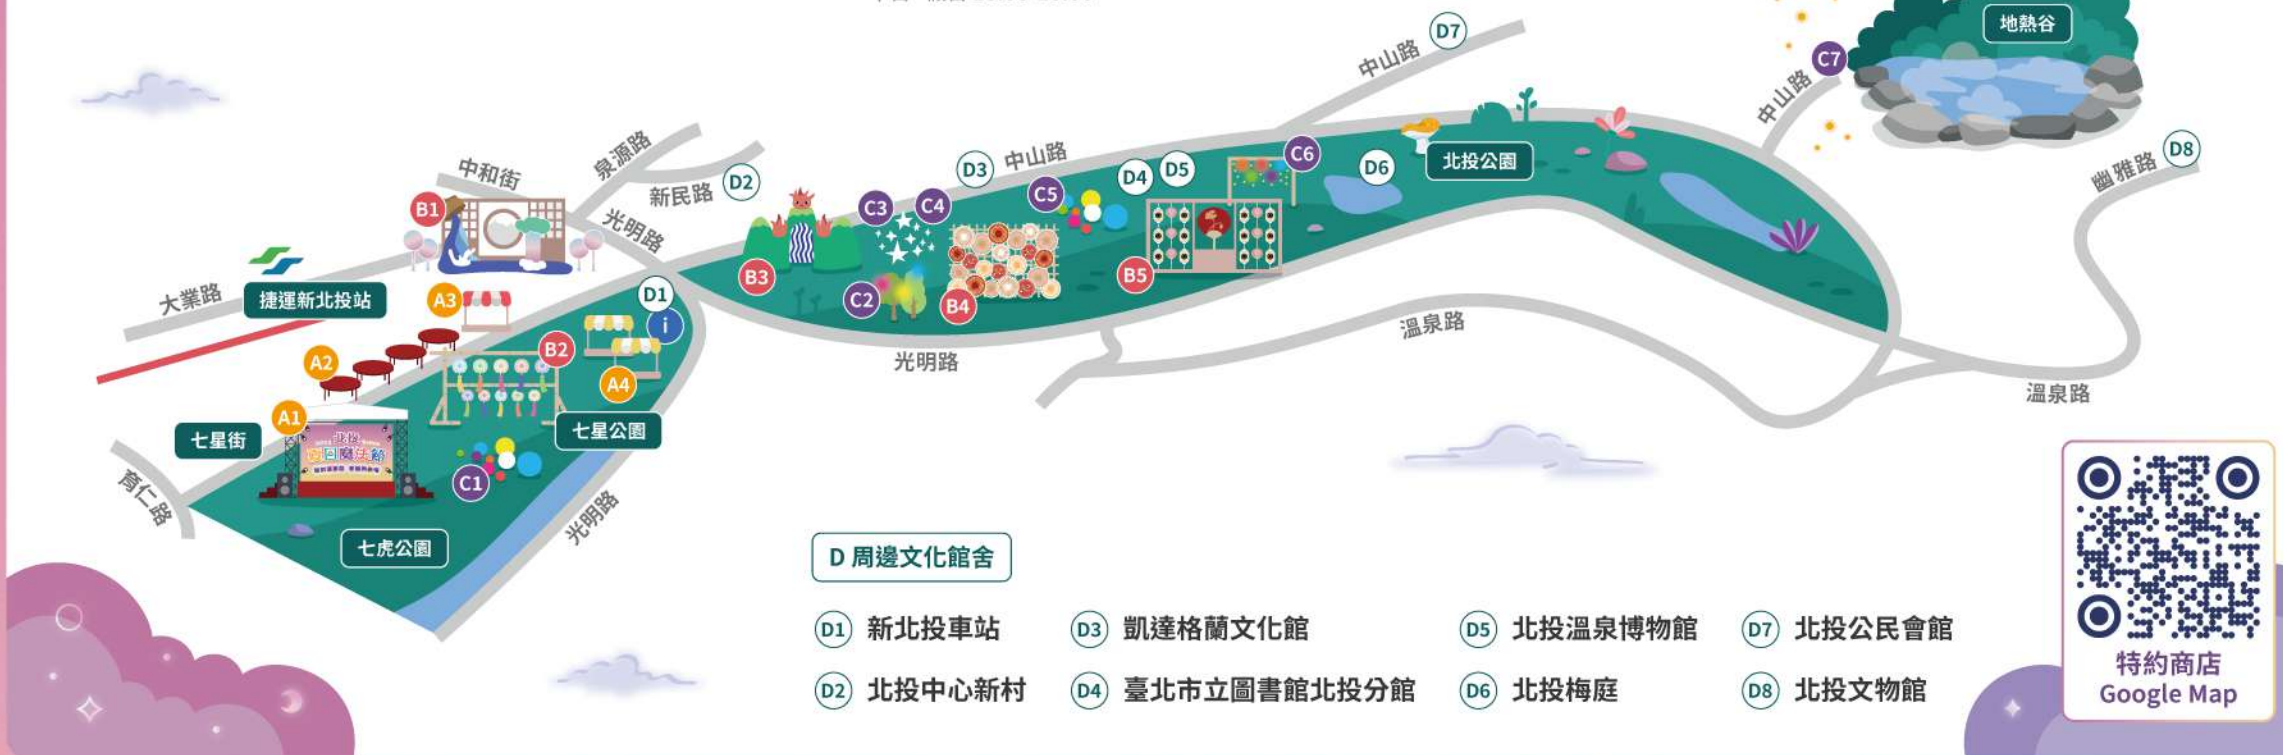 地熱谷
中山路
D7
C7
中山路
D8
幽雅路
泉源路
中和街
新民路
D2
B1
光明路
D3
中山路
D4
D5
C6
D6
北投公園
C3
C4
C5
大業路
捷運新北投站
A3
D1
i
B3
C2
B4
B5
光明路
溫泉路
溫泉路
A2
B2
A4
A1
北投
夏日魔法節
七星街
七星公園
C1
育仁路
光明路
七虎公園
D 周邊文化館舍
D1 新北投車站
D3 凱達格蘭文化館
D5 北投溫泉博物館
D7 北投公民會館
D2 北投中心新村
D4 臺北市立圖書館北投分館
D6 北投梅庭
D8 北投文物館
特約商店
Google Map